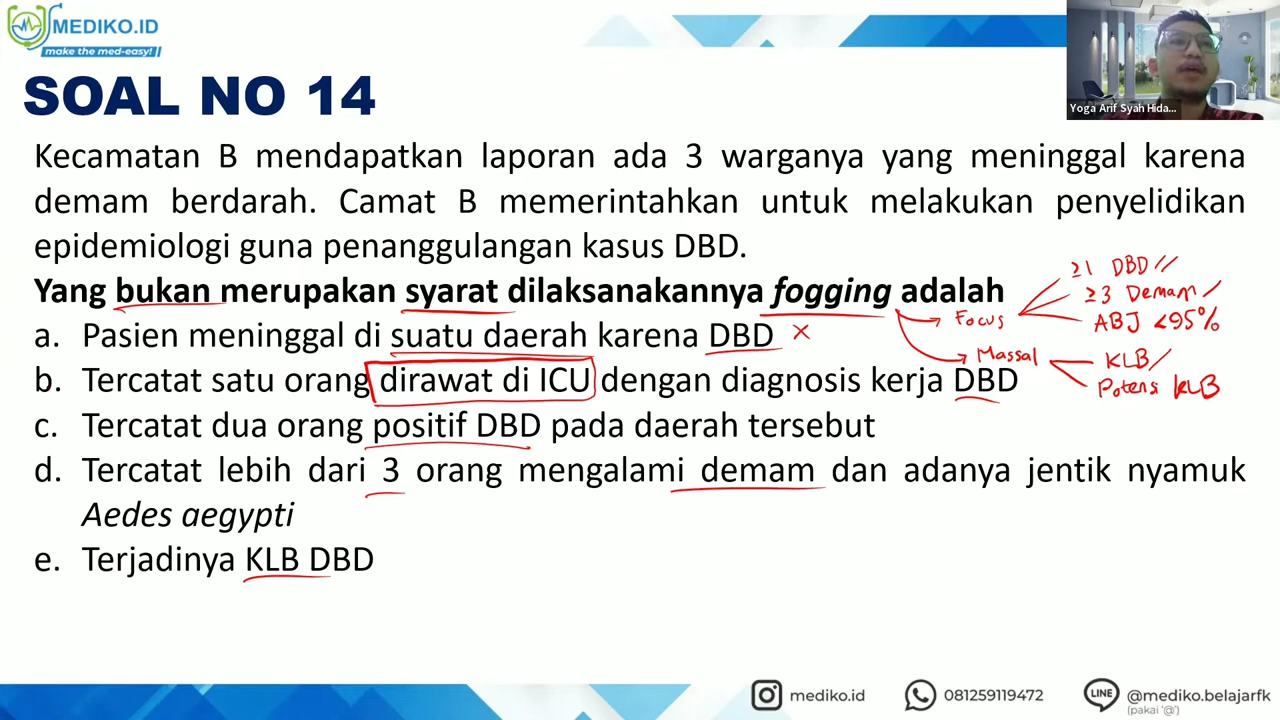 MEDIKO.ID
make the med-easy!
Yoga Arif Syah Hida...
SOAL NO 14
Kecamatan B mendapatkan laporan ada 3 warganya yang meninggal karena
demam berdarah. Camat B memerintahkan untuk melakukan penyelidikan
epidemiologi guna penanggulangan kasus DBD.
Yang bukan merupakan syarat dilaksanakannya fogging adalah
a. Pasien meninggal di suatu daerah karena DBD x
b. Tercatat satu orang dirawat di ICU dengan diagnosis kerja DBD
c. Tercatat dua orang positif DBD pada daerah tersebut
d. Tercatat lebih dari 3 orang mengalami demam dan adanya jentik nyamuk
Aedes aegypti
e. Terjadinya KLB DBD
Focus
≥1 DBD //
≥3 Demam /
ABJ <95%
Massal
KLB /
Potensi KLB
mediko.id
081259119472
LINE
@mediko.belajarfk
(pakai '@')